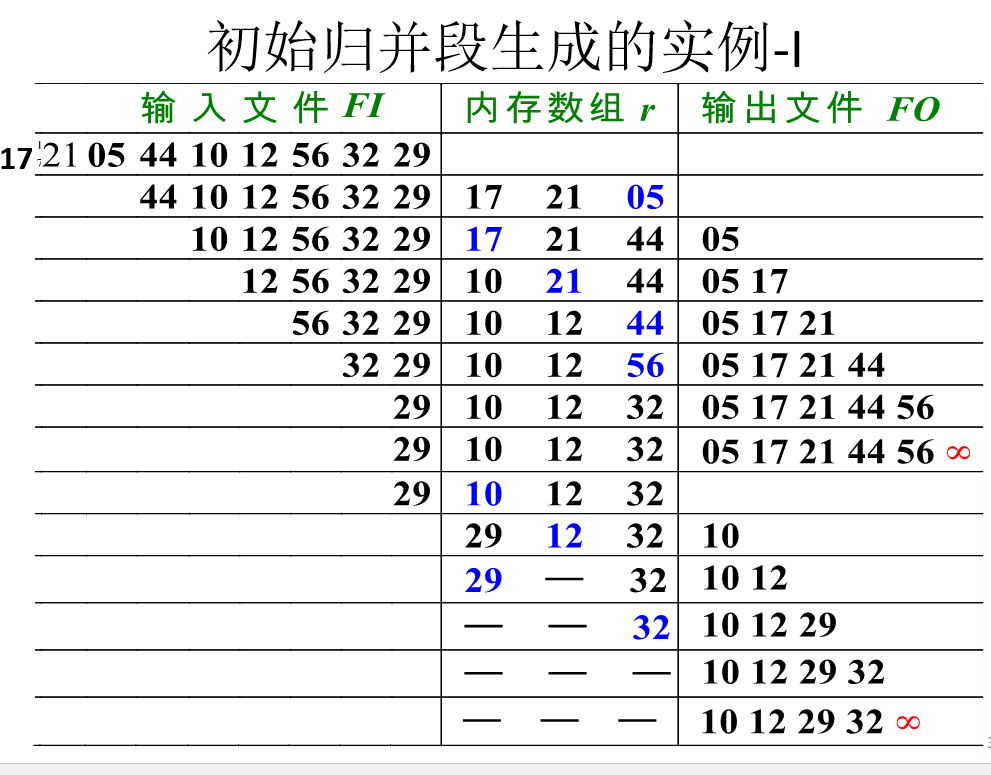 初始归并段生成的实例-I
输入文件 FI 内存数组 r 输出文件 FO
17 21 05 44 10 12 56 32 29
44 10 12 56 32 29 17 21 05
10 12 56 32 29 17 21 44 05
12 56 32 29 10 21 44 05 17
56 32 29 10 12 44 05 17 21
32 29 10 12 56 05 17 21 44
29 10 12 32 05 17 21 44 56
29 10 12 32 05 17 21 44 56 ∞
29 10 12 32
29 12 32 10
29 — 32 10 12
— — 32 10 12 29
— — — 10 12 29 32
— — — 10 12 29 32 ∞